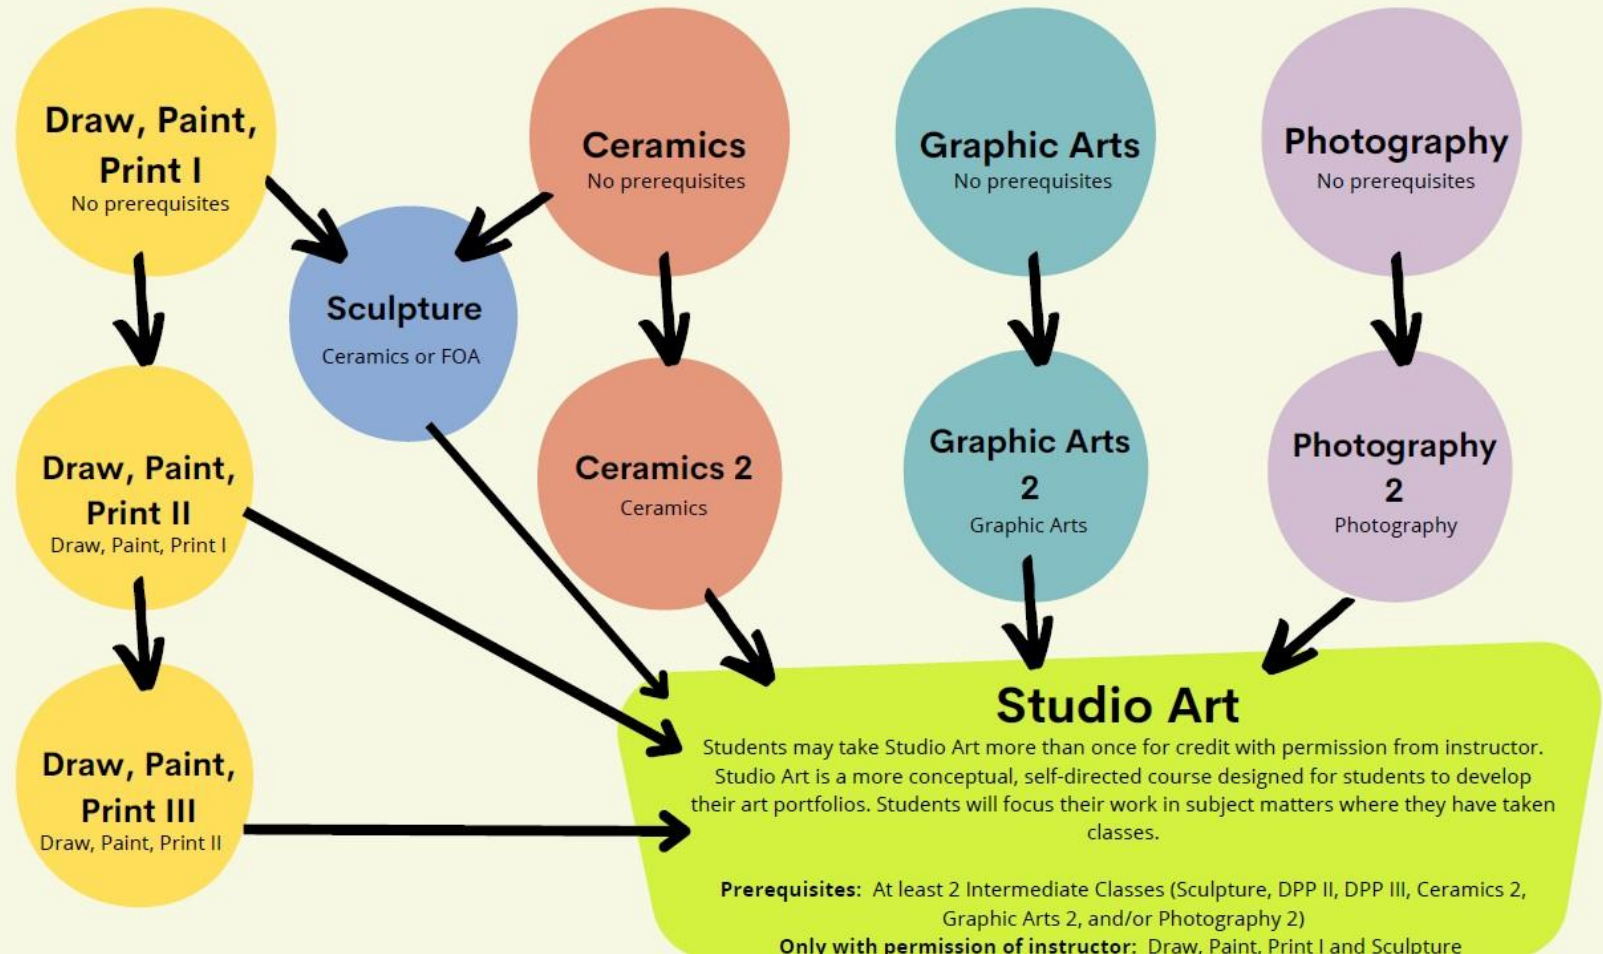 Draw, Paint,
Print I
No prerequisites
Ceramics
No prerequisites
Graphic Arts
No prerequisites
Photography
No prerequisites
Sculpture
Ceramics or FOA
Draw, Paint,
Print II
Draw, Paint, Print I
Ceramics 2
Ceramics
Graphic Arts
2
Graphic Arts
Photography
2
Photography
Draw, Paint,
Print III
Draw, Paint, Print II
Studio Art
Students may take Studio Art more than once for credit with permission from instructor.
Studio Art is a more conceptual, self-directed course designed for students to develop
their art portfolios. Students will focus their work in subject matters where they have taken
classes.
Prerequisites: At least 2 Intermediate Classes (Sculpture, DPP II, DPP III, Ceramics 2,
Graphic Arts 2, and/or Photography 2)
Only with permission of instructor: Draw, Paint, Print I and Sculpture